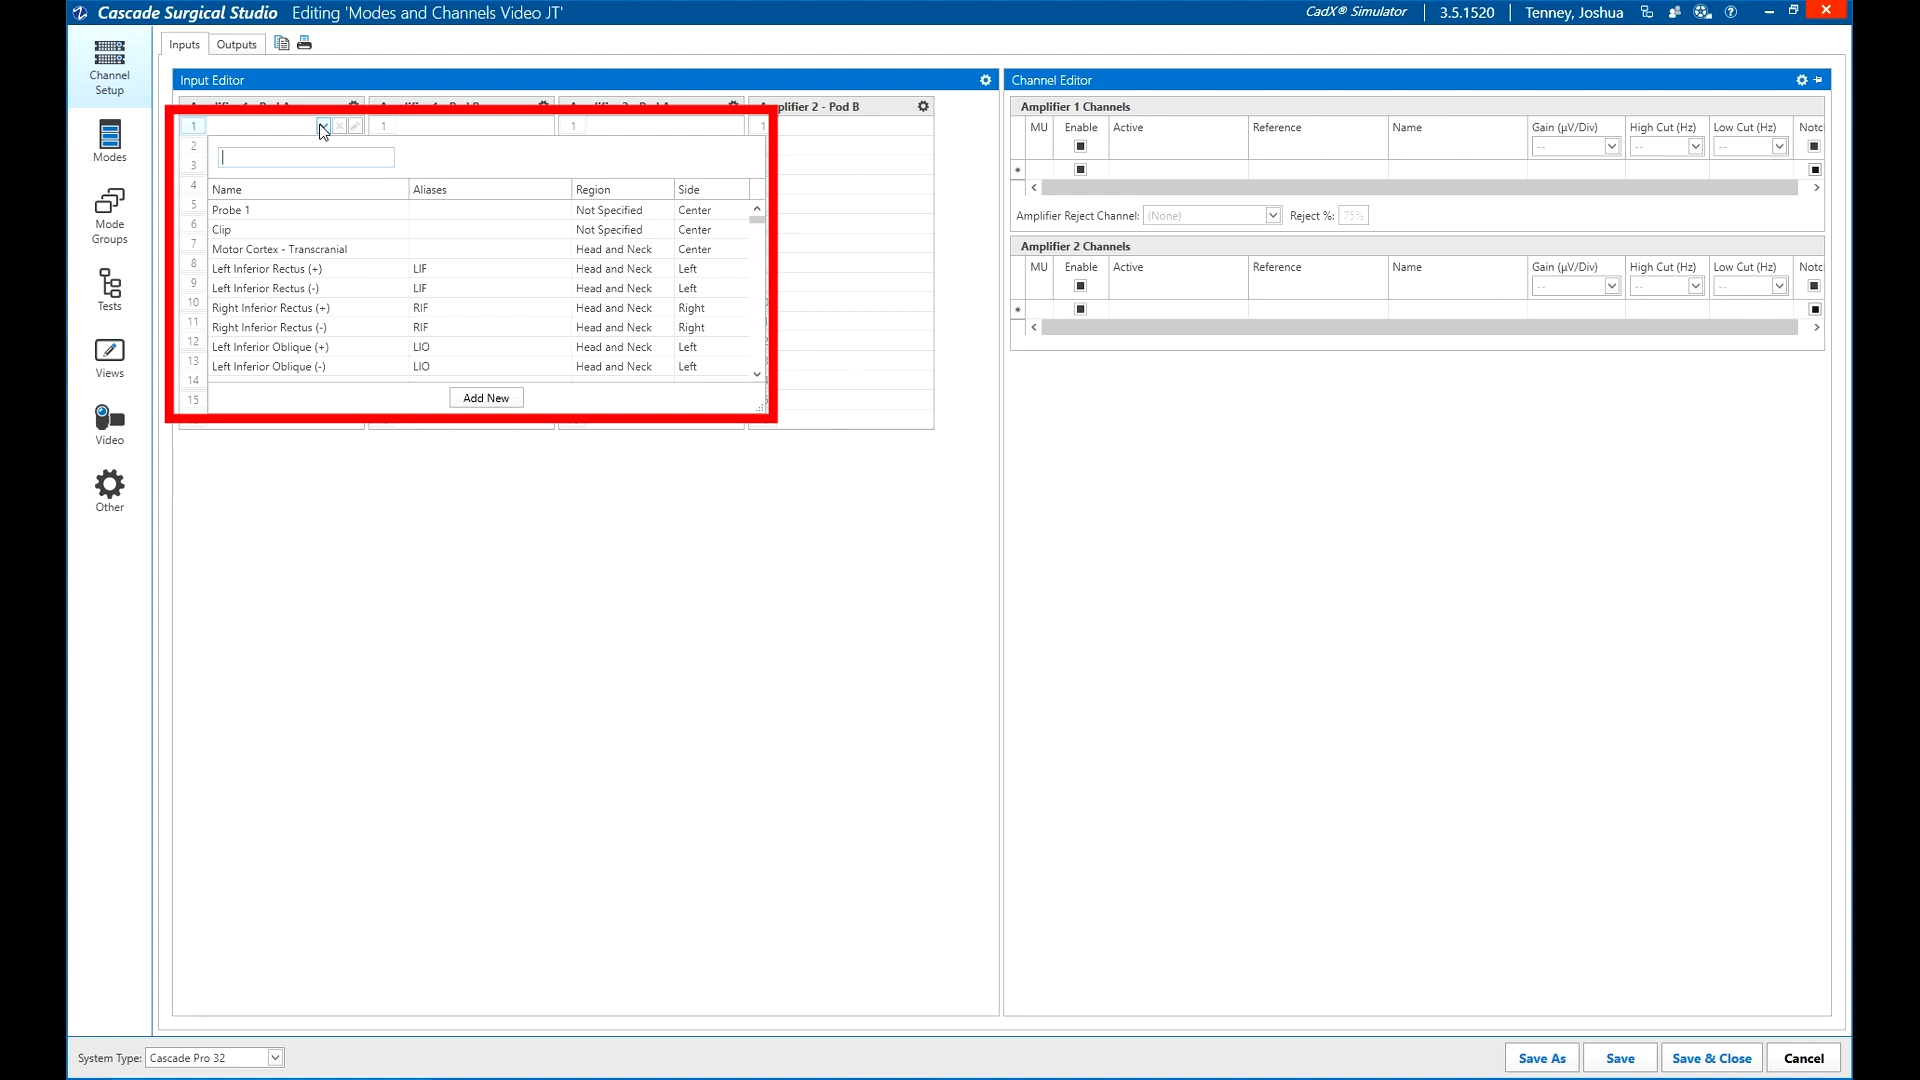 Cascade Surgical Studio Editing 'Modes and Channels Video JT' CadX® Simulator 3.5.1520 Tenney, Joshua
Channel Setup
Modes
Mode Groups
Tests
Views
Video
Other
Inputs Outputs
Input Editor
Amplifier 2 - Pod B
1 1 1 1
2
3
4
5
6
7
8
9
10
11
12
13
14
15
Name Aliases Region Side
Probe 1 Not Specified Center
Clip Not Specified Center
Motor Cortex - Transcranial Head and Neck Center
Left Inferior Rectus (+) LIF Head and Neck Left
Left Inferior Rectus (-) LIF Head and Neck Left
Right Inferior Rectus (+) RIF Head and Neck Right
Right Inferior Rectus (-) RIF Head and Neck Right
Left Inferior Oblique (+) LIO Head and Neck Left
Left Inferior Oblique (-) LIO Head and Neck Left
Add New
Channel Editor
Amplifier 1 Channels
MU Enable Active Reference Name Gain (µV/Div) High Cut (Hz) Low Cut (Hz) Notc
-- -- --
Amplifier Reject Channel: (None) Reject %: 75%
Amplifier 2 Channels
MU Enable Active Reference Name Gain (µV/Div) High Cut (Hz) Low Cut (Hz) Notc
-- -- --
System Type: Cascade Pro 32
Save As Save Save & Close Cancel